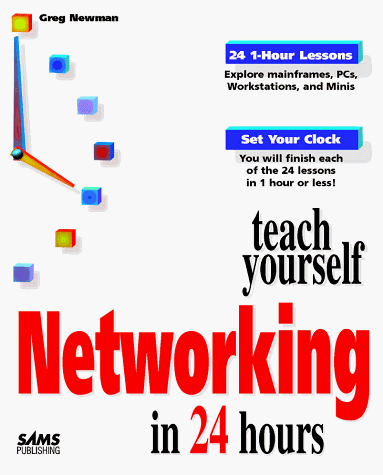 Greg Newman
24 1-Hour Lessons
Explore mainframes, PCs,
Workstations, and Minis
Set Your Clock
You will finish each
of the 24 lessons
in 1 hour or less!
teach
yourself
Networking
in 24 hours
SAMS
PUBLISHING